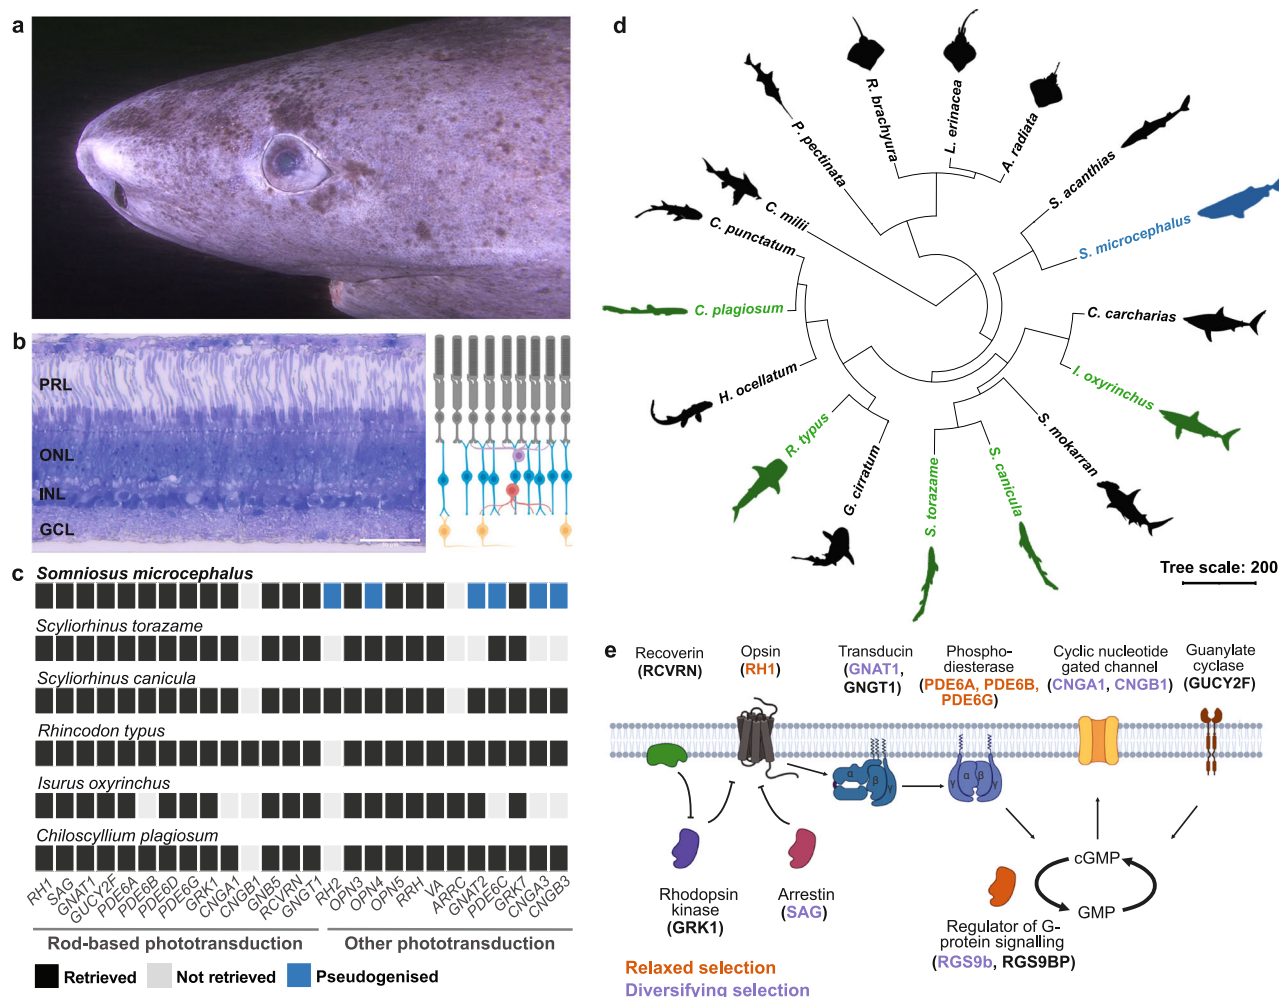 a
b
PRL
ONL
INL
GCL
c
Somniosus microcephalus
Scyliorhinus torazame
Scyliorhinus canicula
Rhincodon typus
Isurus oxyrinchus
Chiloscyllium plagiosum
RH1
SAG
GNAT1
GUCY2F
PDE6A
PDE6B
PDE6D
PDE6G
GRK1
CNGA1
CNGB1
GNB5
RCVRN
GNGT1
RH2
OPN3
OPN4
OPN5
RRH
VA
ARRC
GNAT2
PDE6C
GRK7
CNGA3
CNGB3
Rod-based phototransduction
Other phototransduction
Retrieved
Not retrieved
Pseudogenised
d
P. pectinata
R. brachyura
L. erinacea
A. radiata
S. acanthias
S. microcephalus
C. carcharias
I. oxyrinchus
S. mokarran
S. canicula
S. torazame
G. cirratum
R. typus
H. ocellatum
C. plagiosum
C. punctatum
C. milii
Tree scale: 200
e
Recoverin
(RCVRN)
Opsin
(RH1)
Transducin
(GNAT1,
GNGT1)
Phospho-
diesterase
(PDE6A, PDE6B,
PDE6G)
Cyclic nucleotide
gated channel
(CNGA1, CNGB1)
Guanylate
cyclase
(GUCY2F)
α
β
γ
γ
α β
γ
Rhodopsin
kinase
(GRK1)
Arrestin
(SAG)
cGMP
GMP
Regulator of G-
protein signalling
(RGS9b, RGS9BP)
Relaxed selection
Diversifying selection